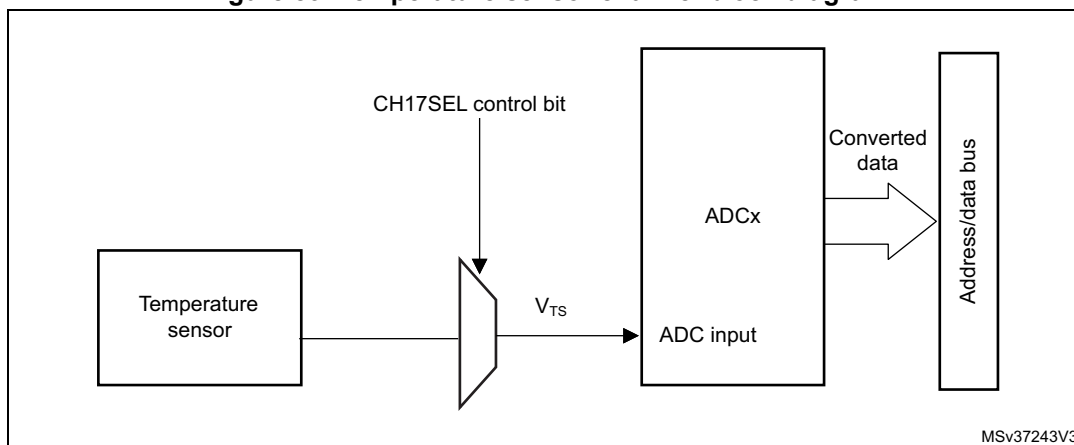 CH17SEL control bit
Converted
data
Address/data bus
ADCx
Temperature
sensor
V_TS
ADC input
MSv37243V3